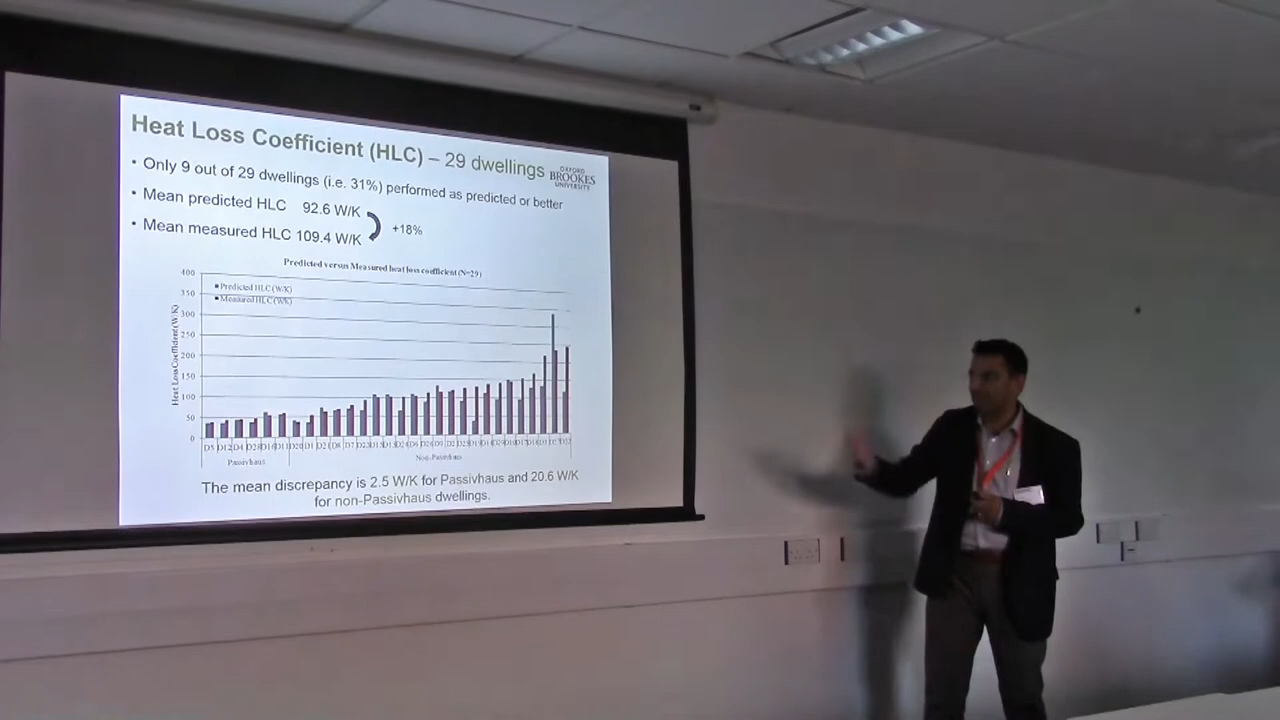 Heat Loss Coefficient (HLC) – 29 dwellings
OXFORD
BROOKES
UNIVERSITY
• Only 9 out of 29 dwellings (i.e. 31%) performed as predicted or better
• Mean predicted HLC 92.6 W/K
• Mean measured HLC 109.4 W/K
+18%
Predicted versus Measured heat loss coefficient (N=29)
Heat Loss Coefficient (W/K)
400
350
300
250
200
150
100
50
0
Predicted HLC (W/K)
Measured HLC (W/K)
Passivhaus
Non-Passivhaus
The mean discrepancy is 2.5 W/K for Passivhaus and 20.6 W/K
for non-Passivhaus dwellings.